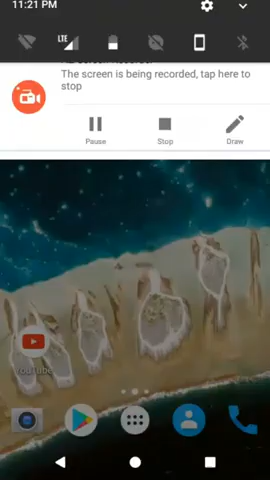 11:21 PM
LTE
The screen is being recorded, tap here to
stop
Pause
Stop
Draw
YouTube